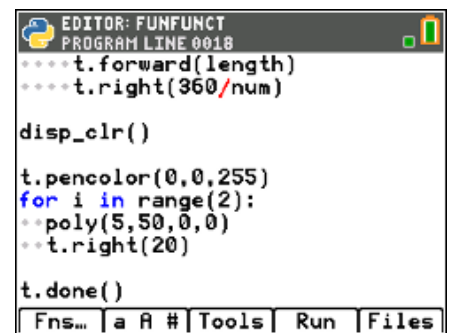 EDITOR: FUNFUNCT
PROGRAM LINE 0018
····t.forward(length)
····t.right(360/num)
disp_clr()
t.pencolor(0,0,255)
for i in range(2):
··poly(5,50,0,0)
··t.right(20)
t.done()
Fns… a A # Tools Run Files